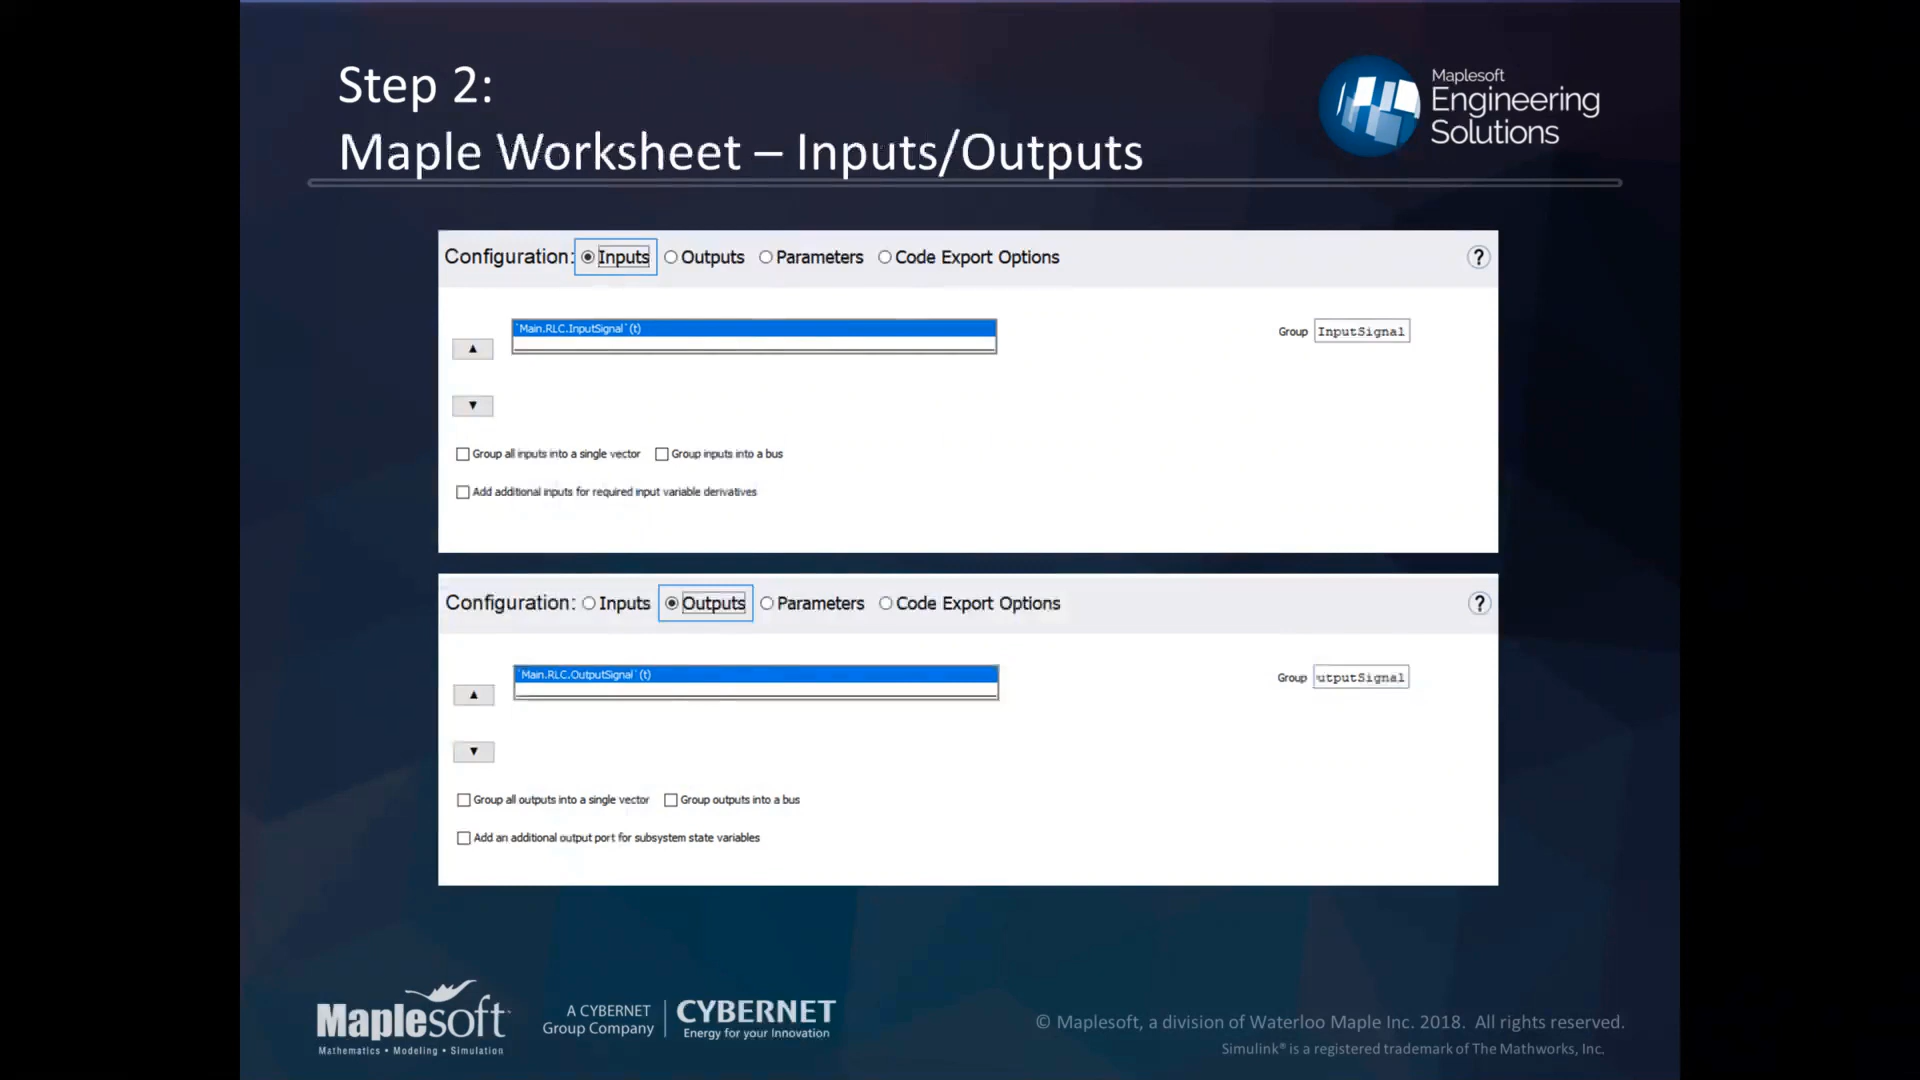 Step 2:
Maple Worksheet – Inputs/Outputs
Maplesoft
Engineering
Solutions
Configuration: Inputs Outputs Parameters Code Export Options ?
`Main.RLC.InputSignal`(t)
Group InputSignal
Group all inputs into a single vector Group inputs into a bus
Add additional inputs for required input variable derivatives
Configuration: Inputs Outputs Parameters Code Export Options ?
`Main.RLC.OutputSignal`(t)
Group utputSignal
Group all outputs into a single vector Group outputs into a bus
Add an additional output port for subsystem state variables
Maplesoft
Mathematics • Modeling • Simulation
A CYBERNET
Group Company
CYBERNET
Energy for your Innovation
© Maplesoft, a division of Waterloo Maple Inc. 2018. All rights reserved.
Simulink® is a registered trademark of The Mathworks, Inc.